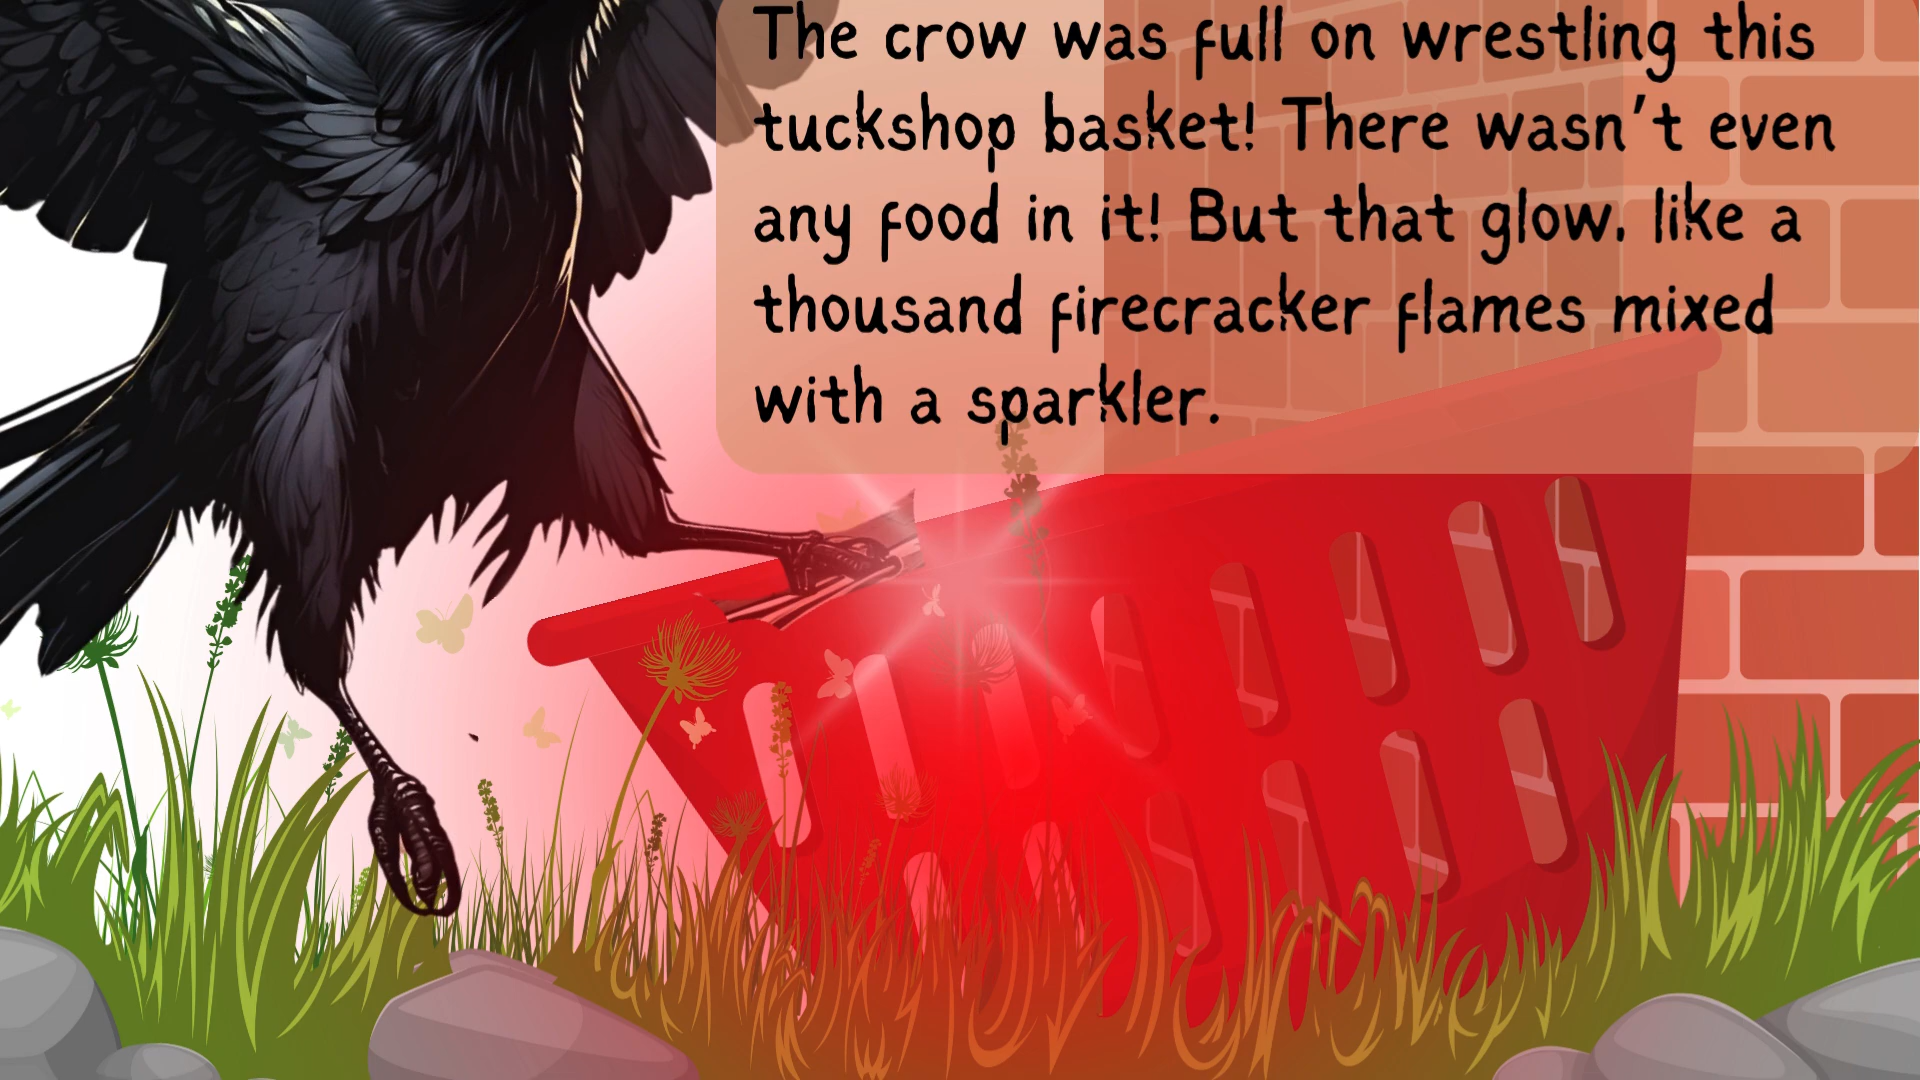 The crow was full on wrestling this
tuckshop basket! There wasn't even
any food in it! But that glow. like a
thousand firecracker flames mixed
with a sparkler.